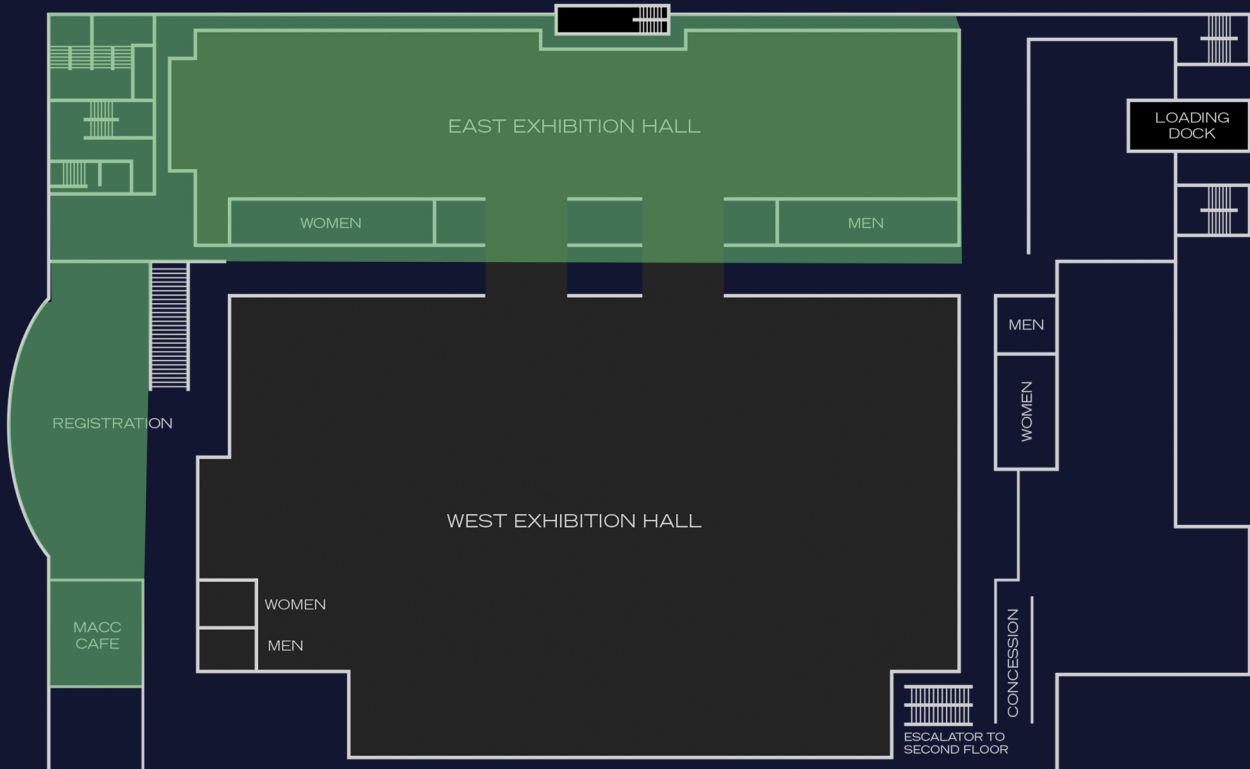 EAST EXHIBITION HALL
LOADING
DOCK
WOMEN
MEN
MEN
WOMEN
REGISTRATION
WEST EXHIBITION HALL
WOMEN
MEN
MACC
CAFE
CONCESSION
ESCALATOR TO
SECOND FLOOR